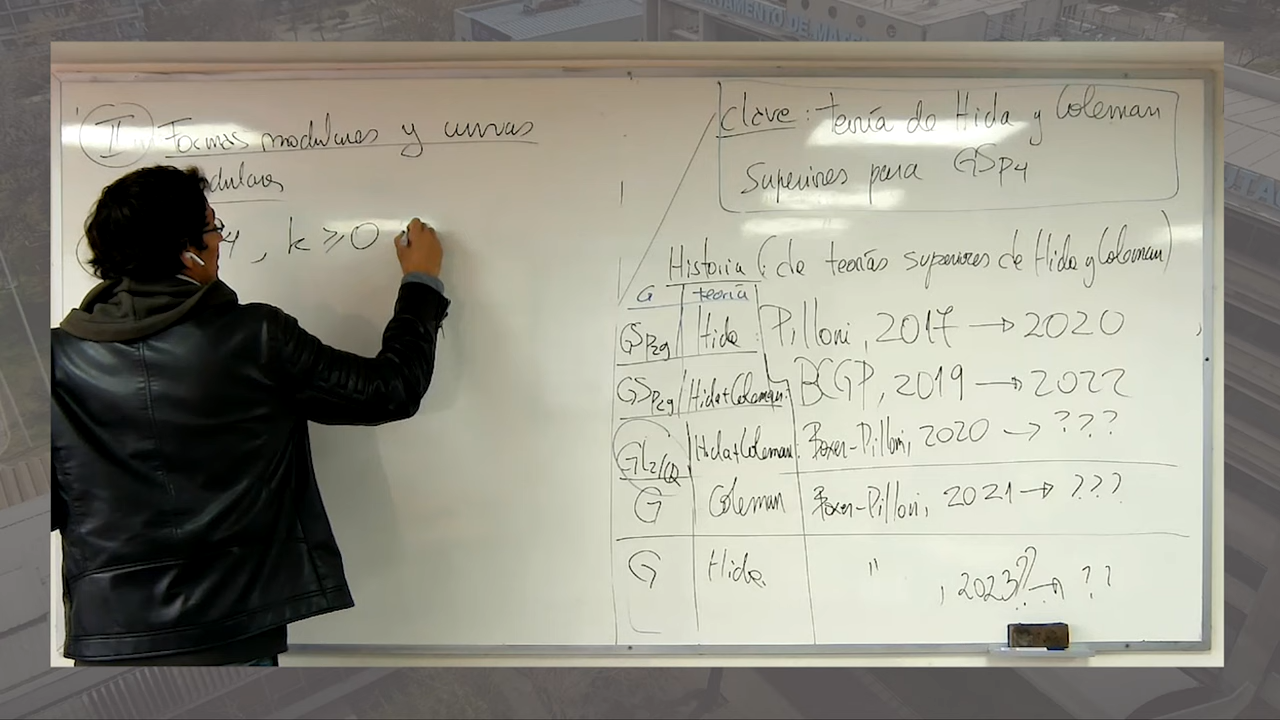 II Formas modulares y curvas
modulares
4, k ⩾ 0
Clave: teoría de Hida y Coleman
Superiores para GSp₄
Historia (: de teorías superiores de Hida y Coleman)
G teoría
GSp₂g Hida: Pilloni, 2017 → 2020
GSp₂g Hida+Coleman: BCGP, 2019 → 2022
GL₂/ℚ Hida+Coleman: Boxer-Pilloni, 2020 → ???
G Coleman Boxer-Pilloni, 2021 → ???
G Hida " , 2023? → ??